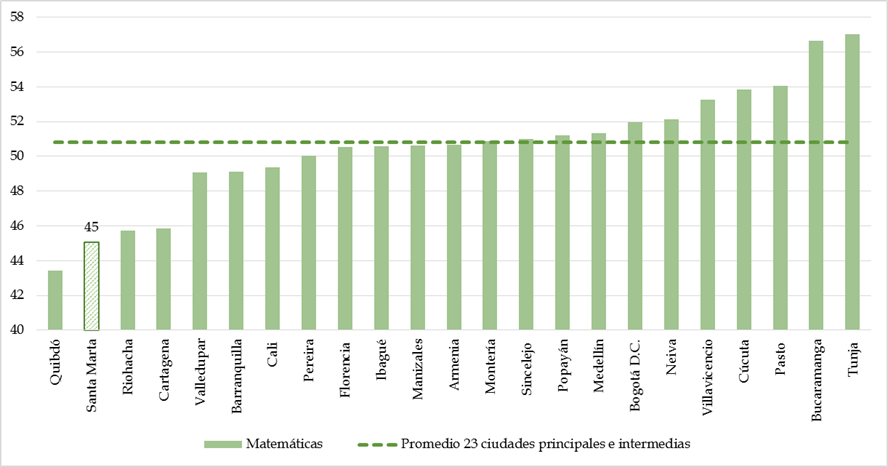 58
56
54
52
50
48
46
44
42
40
45
Quibdó
Santa Marta
Riohacha
Cartagena
Valledupar
Barranquilla
Cali
Pereira
Florencia
Ibagué
Manizales
Armenia
Montería
Sincelejo
Popayán
Medellín
Bogotá D.C.
Neiva
Villavicencio
Cúcuta
Pasto
Bucaramanga
Tunja
Matemáticas
Promedio 23 ciudades principales e intermedias